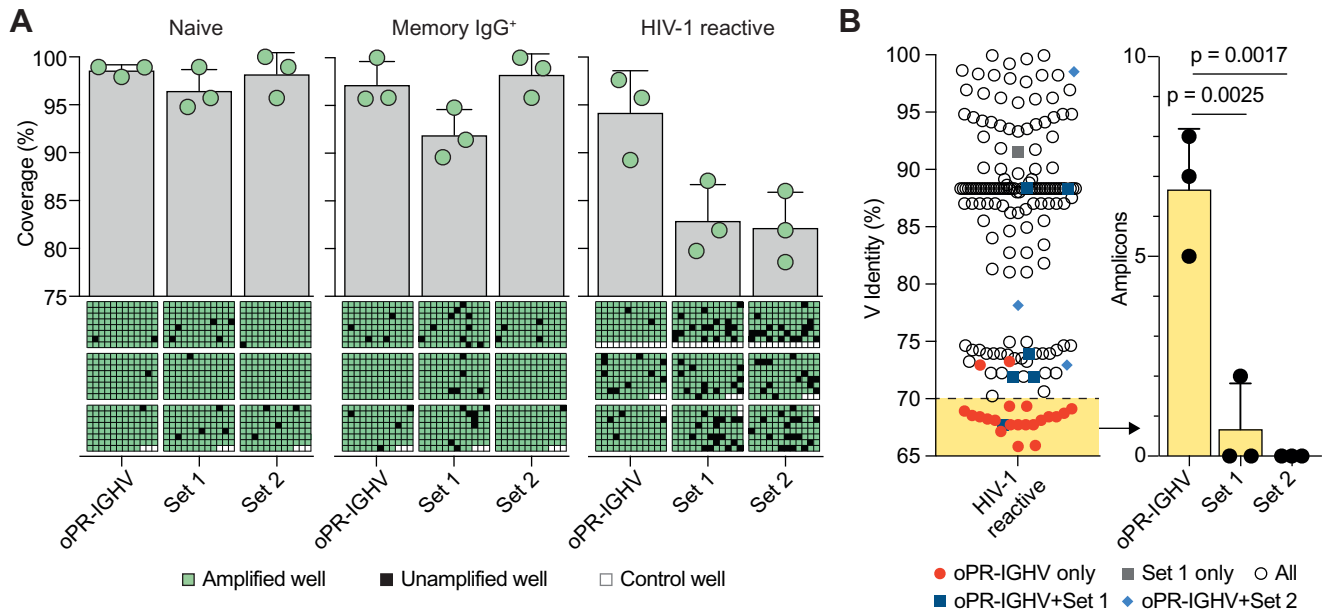 A
Naive
Memory IgG⁺
HIV-1 reactive
Coverage (%)
100
95
90
85
80
75
oPR-IGHV
Set 1
Set 2
oPR-IGHV
Set 1
Set 2
oPR-IGHV
Set 1
Set 2
Amplified well
Unamplified well
Control well
B
V Identity (%)
100
95
90
85
80
75
70
65
HIV-1
reactive
Amplicons
10
5
0
p = 0.0017
p = 0.0025
oPR-IGHV
Set 1
Set 2
oPR-IGHV only
Set 1 only
All
oPR-IGHV+Set 1
oPR-IGHV+Set 2